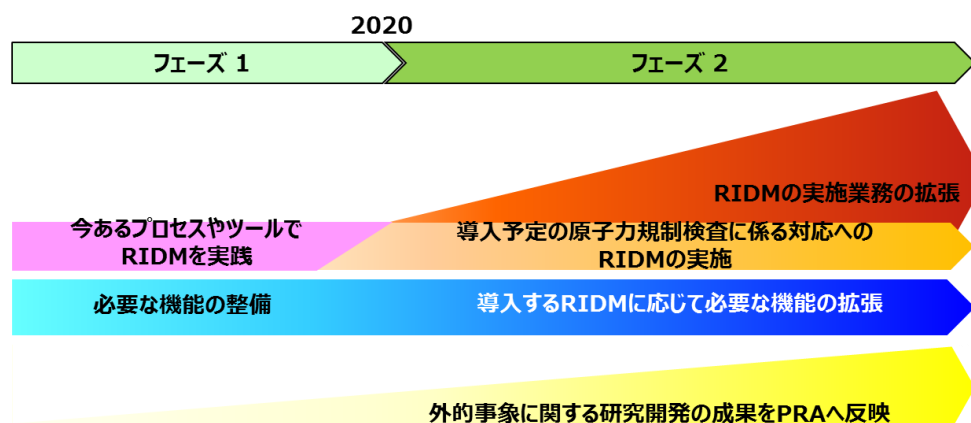 2020
フェーズ 1
フェーズ 2
RIDMの実施業務の拡張
今あるプロセスやツールで
RIDMを実践
導入予定の原子力規制検査に係る対応への
RIDMの実施
必要な機能の整備
導入するRIDMに応じて必要な機能の拡張
外的事象に関する研究開発の成果をPRAへ反映